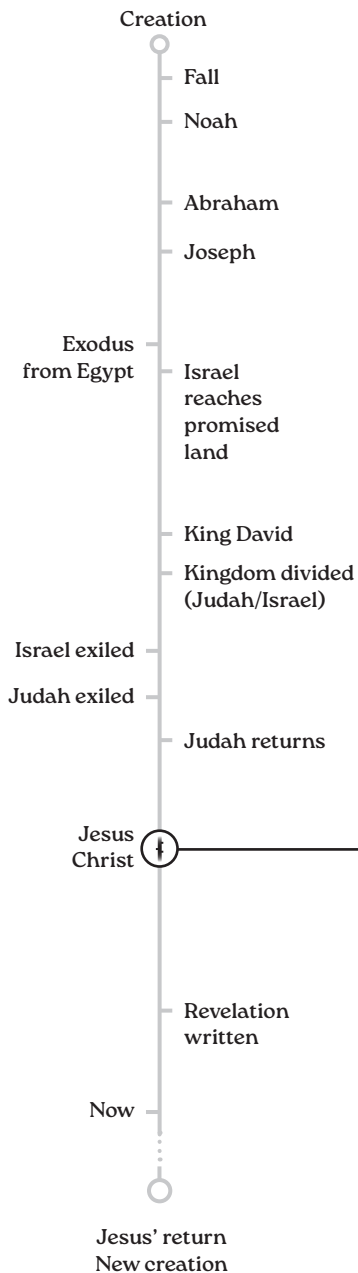 Creation
Fall
Noah
Abraham
Joseph
Exodus
from Egypt
Israel
reaches
promised
land
King David
Kingdom divided
(Judah/Israel)
Israel exiled
Judah exiled
Judah returns
Jesus
Christ
Revelation
written
Now
Jesus’ return
New creation